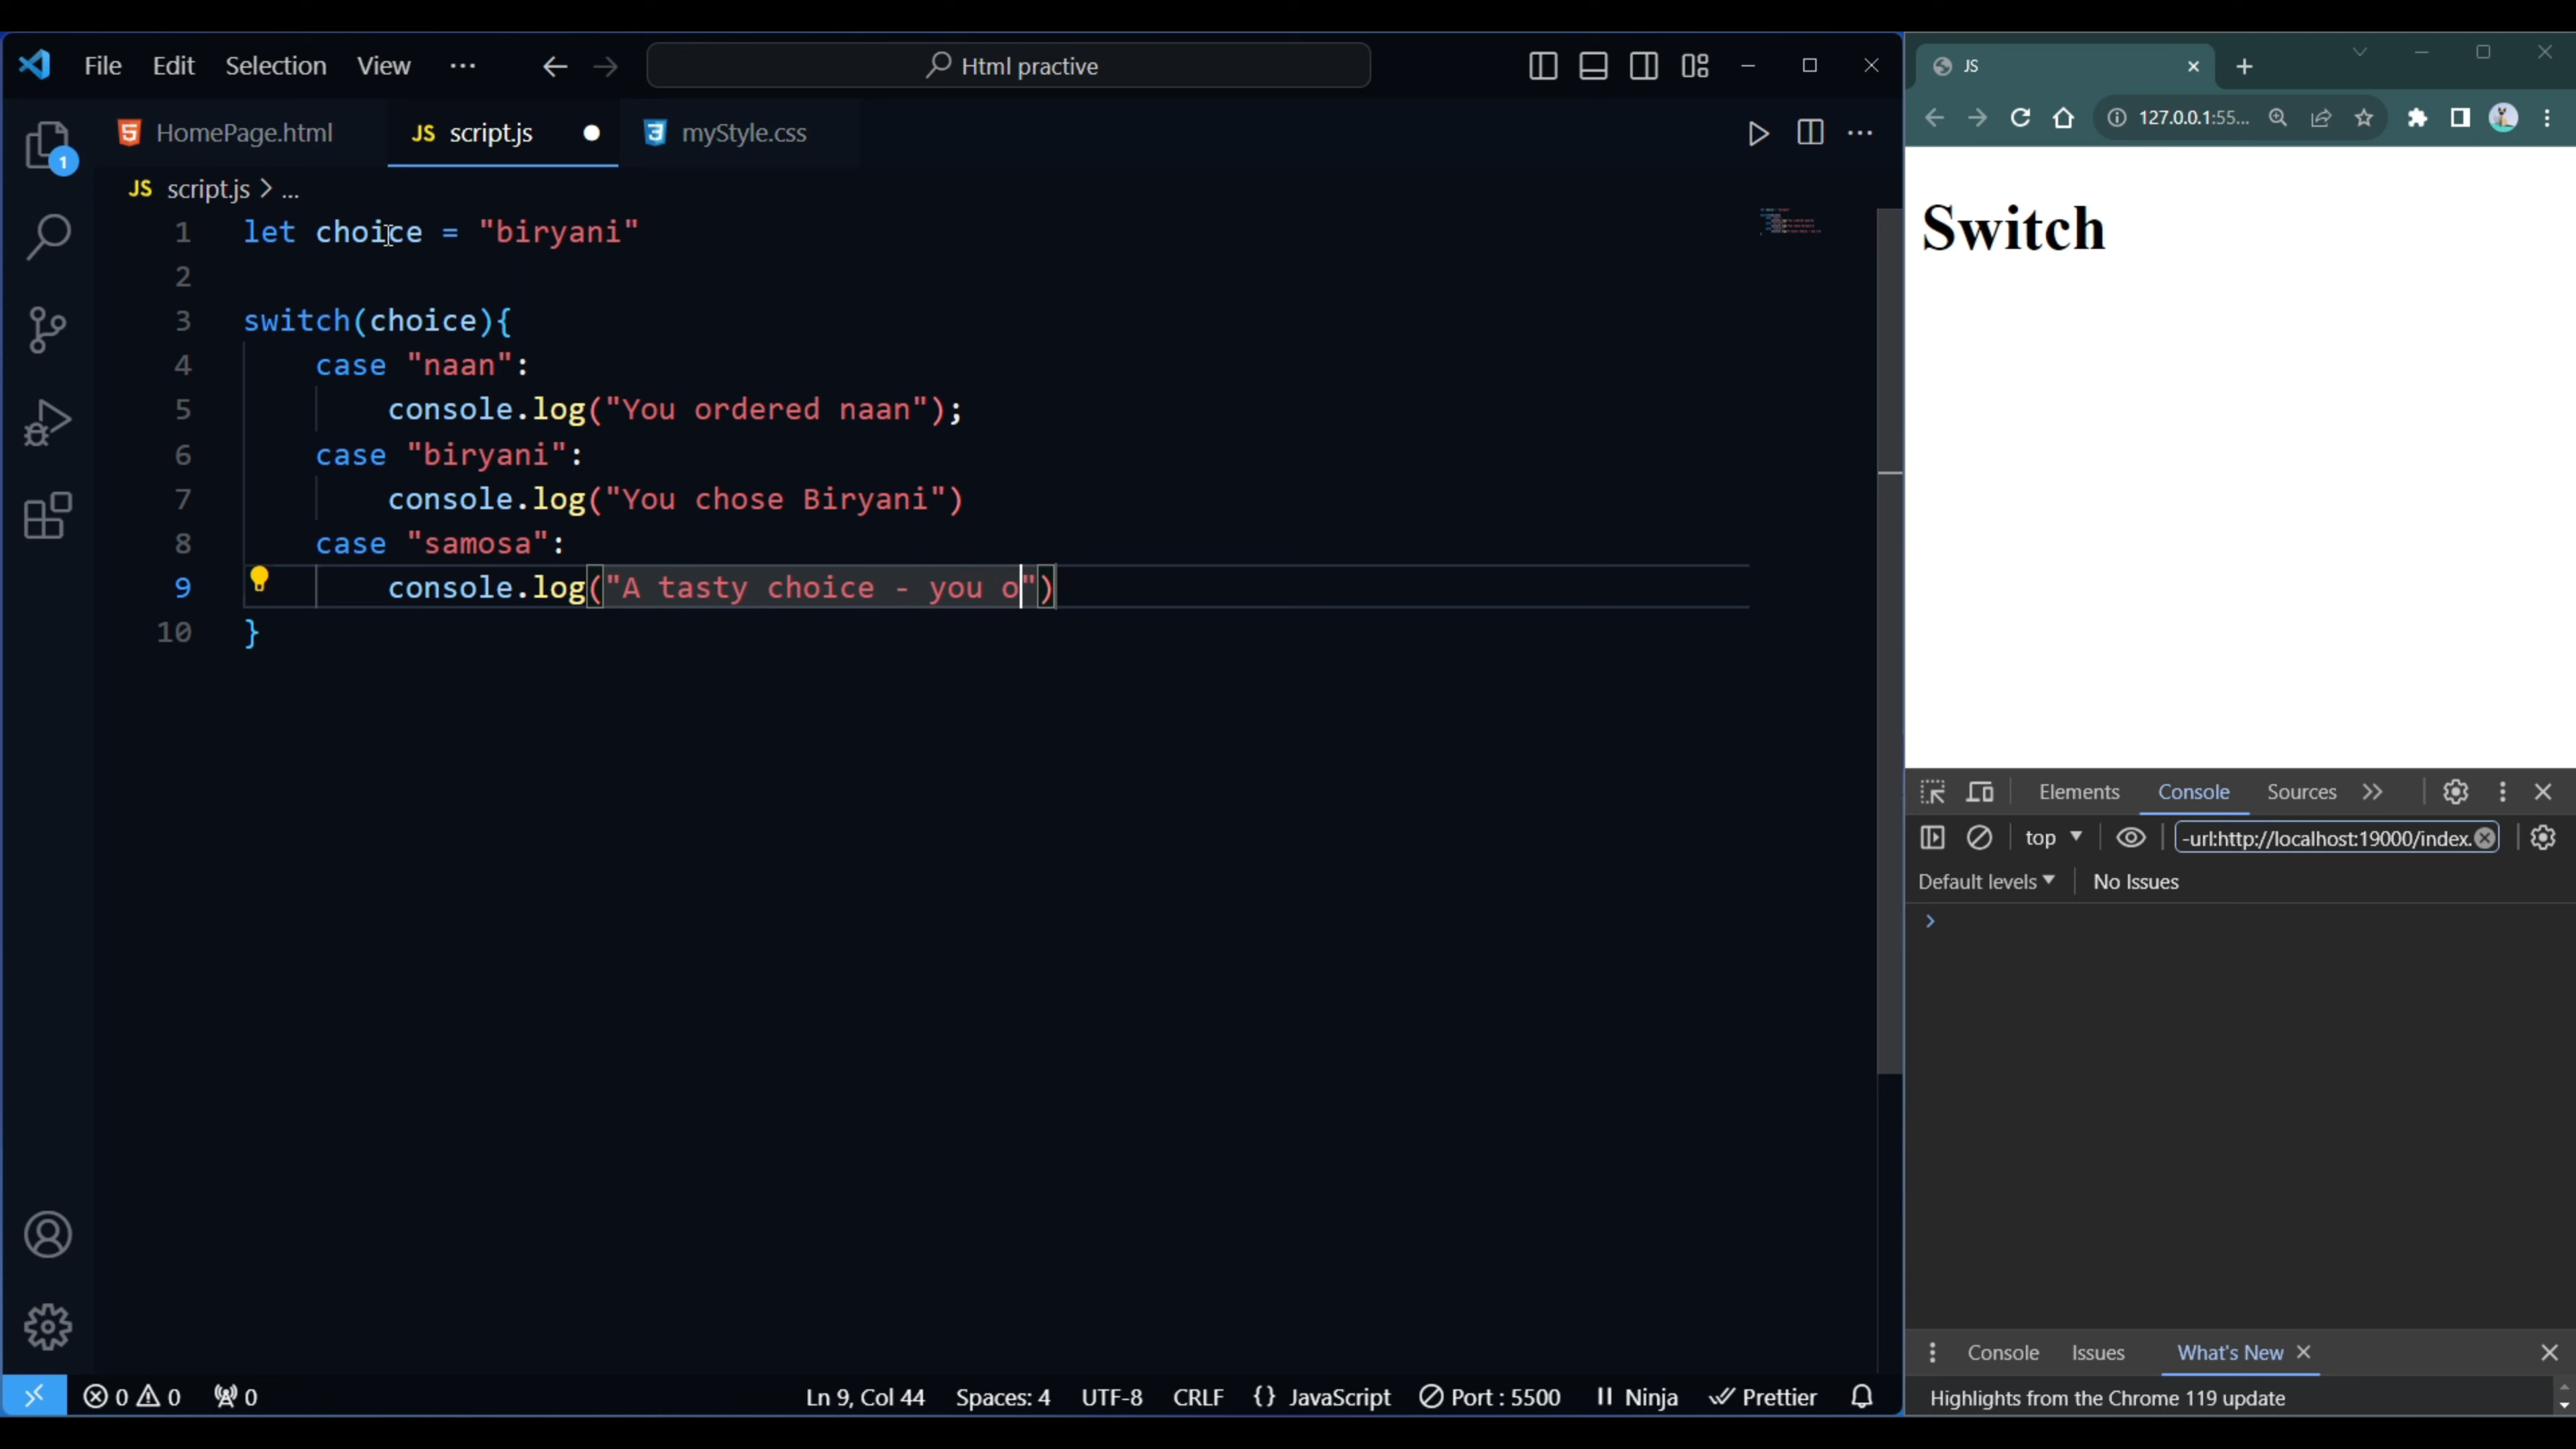 File Edit Selection View ... Html practive
HomePage.html JS script.js myStyle.css
JS script.js > ...
1 let choice = "biryani"
2
3 switch(choice){
4 case "naan":
5 console.log("You ordered naan");
6 case "biryani":
7 console.log("You chose Biryani")
8 case "samosa":
9 console.log("A tasty choice - you o")
10 }
1
Ln 9, Col 44 Spaces: 4 UTF-8 CRLF {} JavaScript Port : 5500 Ninja Prettier
0 0 0
JS
127.0.0.1:55...
Switch
Elements Console Sources
top -url:http://localhost:19000/index.
Default levels No Issues
Console Issues What's New
Highlights from the Chrome 119 update